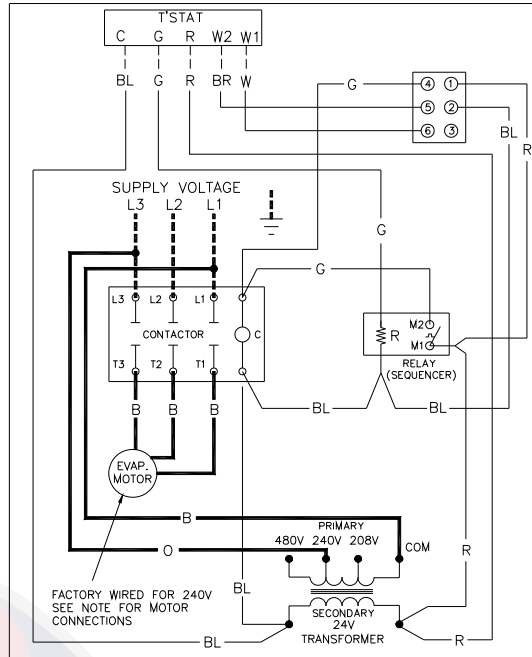 T'STAT
C G R W2 W1
BL G R BR W
G
4 1
5 2
6 3
BL
R
SUPPLY VOLTAGE
L3 L2 L1
G
G
L3 L2 L1
CONTACTOR
C
T3 T2 T1
R
M2
M1
RELAY
(SEQUENCER)
B B B
BL
BL
EVAP.
MOTOR
B
PRIMARY
480V 240V 208V
COM
O
R
FACTORY WIRED FOR 240V
SEE NOTE FOR MOTOR
CONNECTIONS
BL
SECONDARY
24V
TRANSFORMER
BL
R